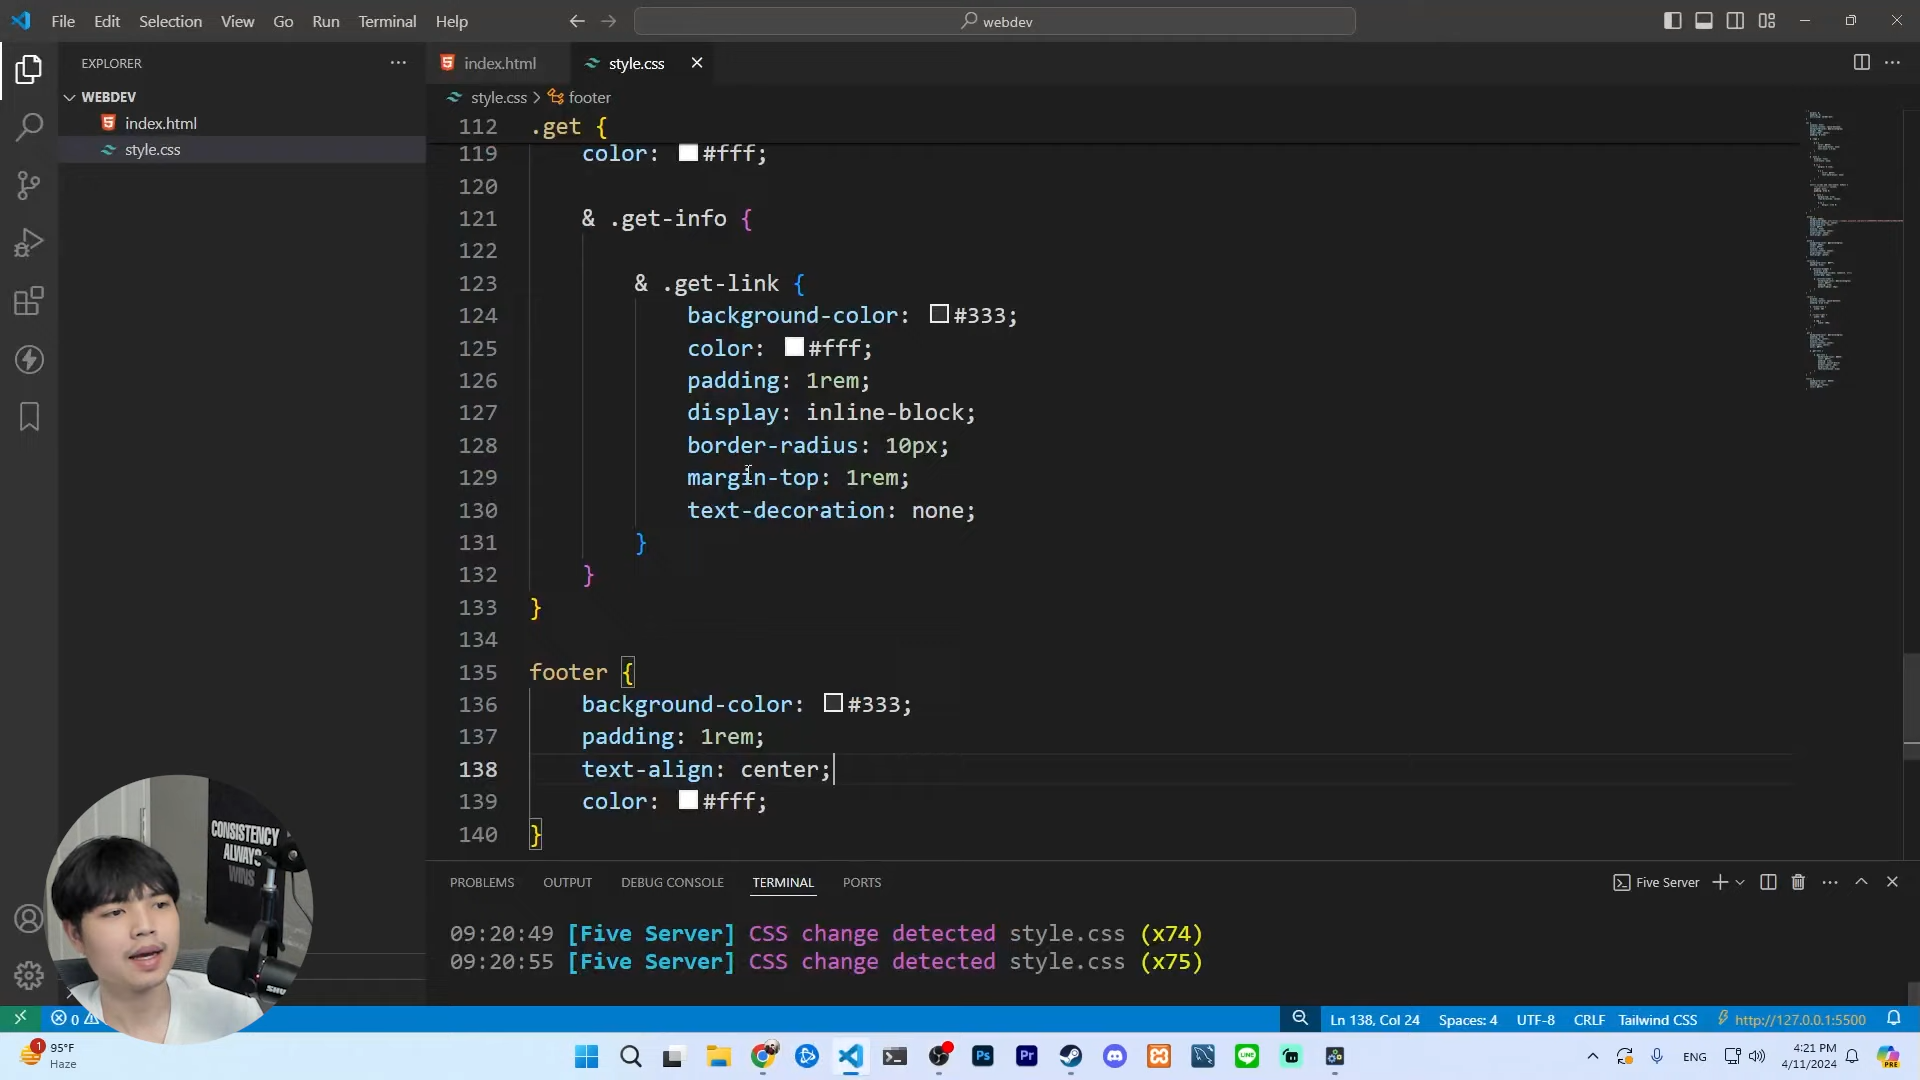 File Edit Selection View Go Run Terminal Help
webdev
EXPLORER
WEBDEV
index.html
style.css
index.html
style.css
style.css > footer
112 .get {
119 color: #fff;
120
121 & .get-info {
122
123 & .get-link {
124 background-color: #333;
125 color: #fff;
126 padding: 1rem;
127 display: inline-block;
128 border-radius: 10px;
129 margin-top: 1rem;
130 text-decoration: none;
131 }
132 }
133 }
134
135 footer {
136 background-color: #333;
137 padding: 1rem;
138 text-align: center;
139 color: #fff;
140 }
CONSISTENCY
ALWAYS
WINS
PROBLEMS OUTPUT DEBUG CONSOLE TERMINAL PORTS
Five Server
09:20:49 [Five Server] CSS change detected style.css (x74)
09:20:55 [Five Server] CSS change detected style.css (x75)
0
Ln 138, Col 24 Spaces: 4 UTF-8 CRLF Tailwind CSS http://127.0.0.1:5500
1
95°F
Haze
Ps
Pr
LINE
ENG
4:21 PM
4/11/2024
PRE